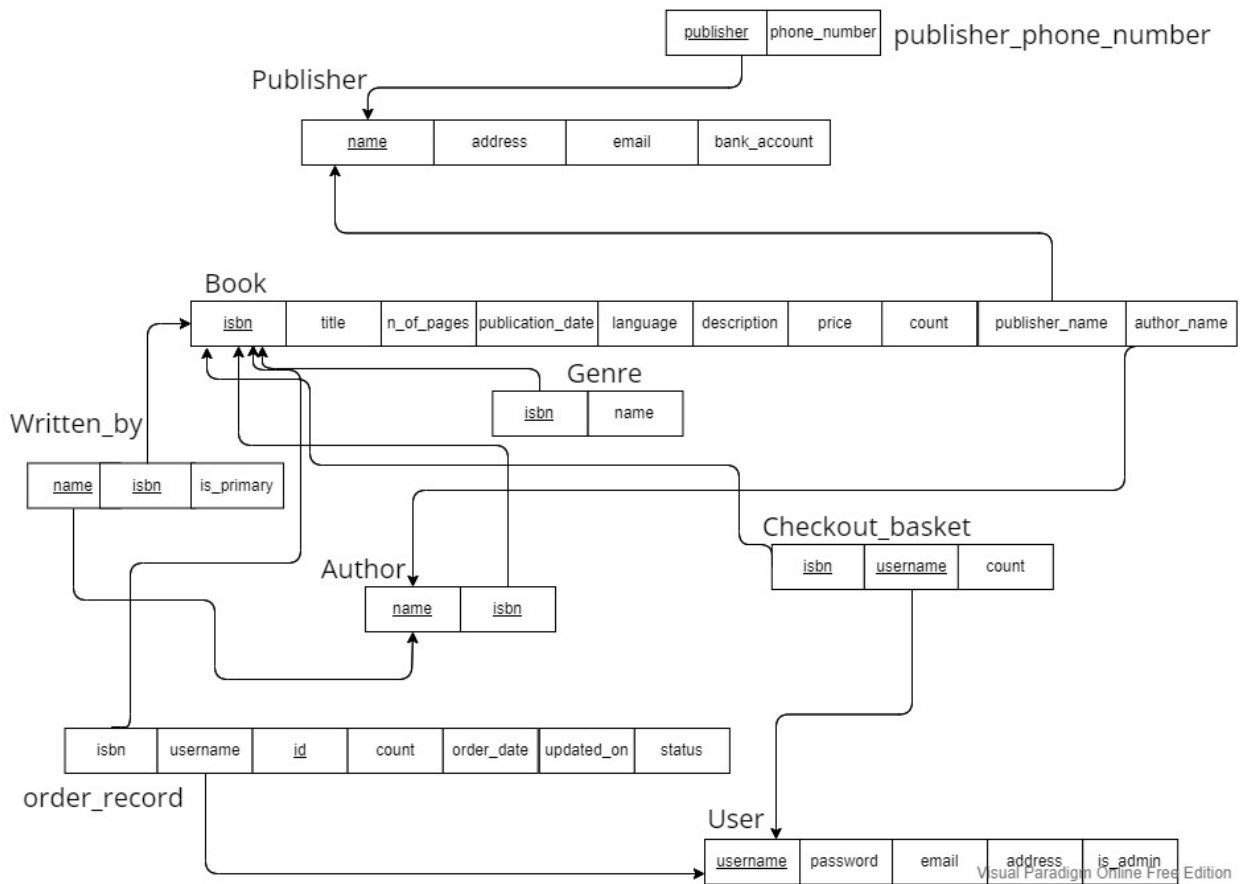 publisher phone_number publisher_phone_number
Publisher
name address email bank_account
Book
isbn title n_of_pages publication_date language description price count publisher_name author_name
Genre
isbn name
Written_by
name isbn is_primary
Checkout_basket
isbn username count
Author
name isbn
isbn username id count order_date updated_on status
order_record
User
username password email address is_admin
Visual Paradigm Online Free Edition